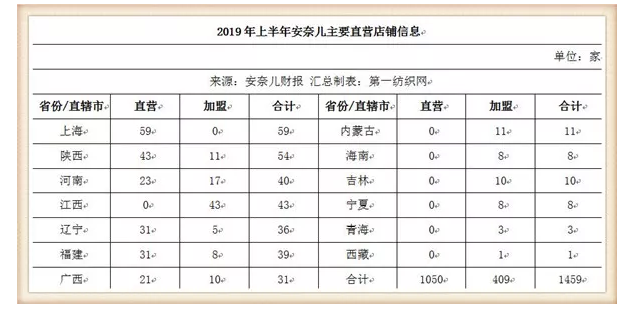 2019 年上半年安奈儿主要直营店铺信息
单位：家
来源：安奈儿财报 汇总制表：第一纺织网
省份/直辖市 直营 加盟 合计 省份/直辖市 直营 加盟 合计
上海 59 0 59 内蒙古 0 11 11
陕西 43 11 54 海南 0 8 8
河南 23 17 40 吉林 0 10 10
江西 0 43 43 宁夏 0 8 8
辽宁 31 5 36 青海 0 3 3
福建 31 8 39 西藏 0 1 1
广西 21 10 31 合计 1050 409 1459